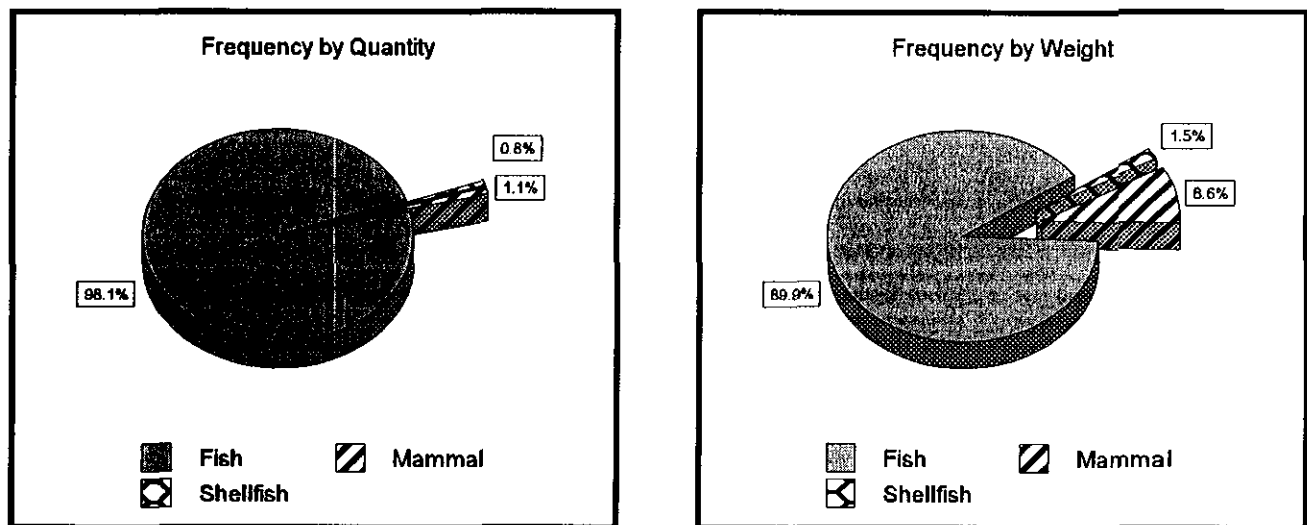 Frequency by Quantity
0.8%
1.1%
98.1%
Fish
Mammal
Shellfish
Frequency by Weight
1.5%
8.6%
89.9%
Fish
Mammal
Shellfish